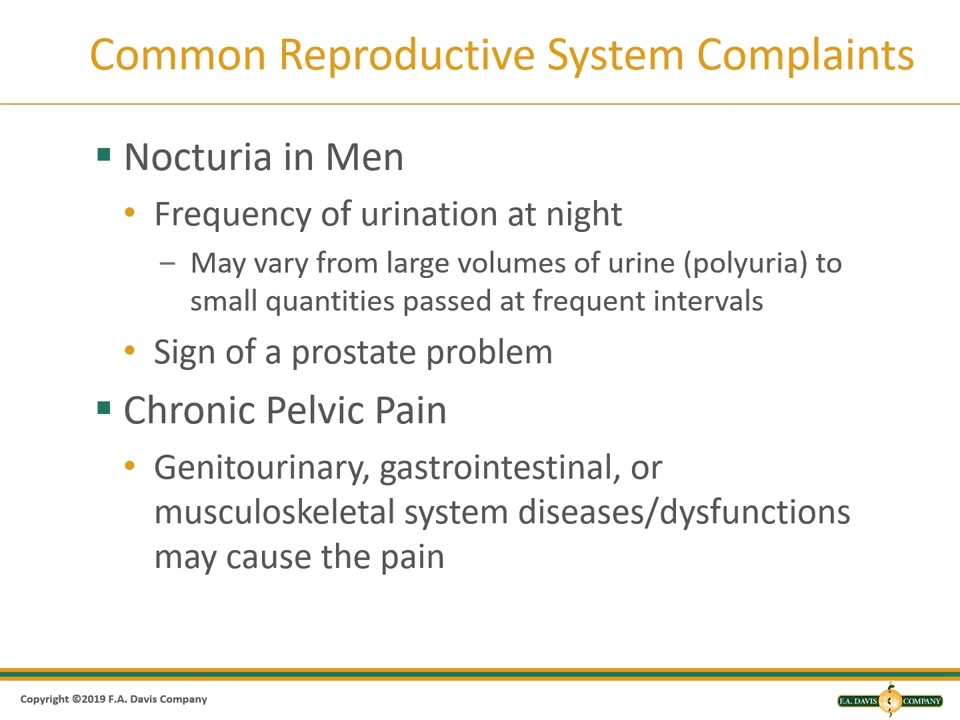 Common Reproductive System Complaints
▪ Nocturia in Men
• Frequency of urination at night
– May vary from large volumes of urine (polyuria) to
small quantities passed at frequent intervals
• Sign of a prostate problem
▪ Chronic Pelvic Pain
• Genitourinary, gastrointestinal, or
musculoskeletal system diseases/dysfunctions
may cause the pain
Copyright ©2019 F.A. Davis Company
F.A. DAVIS COMPANY